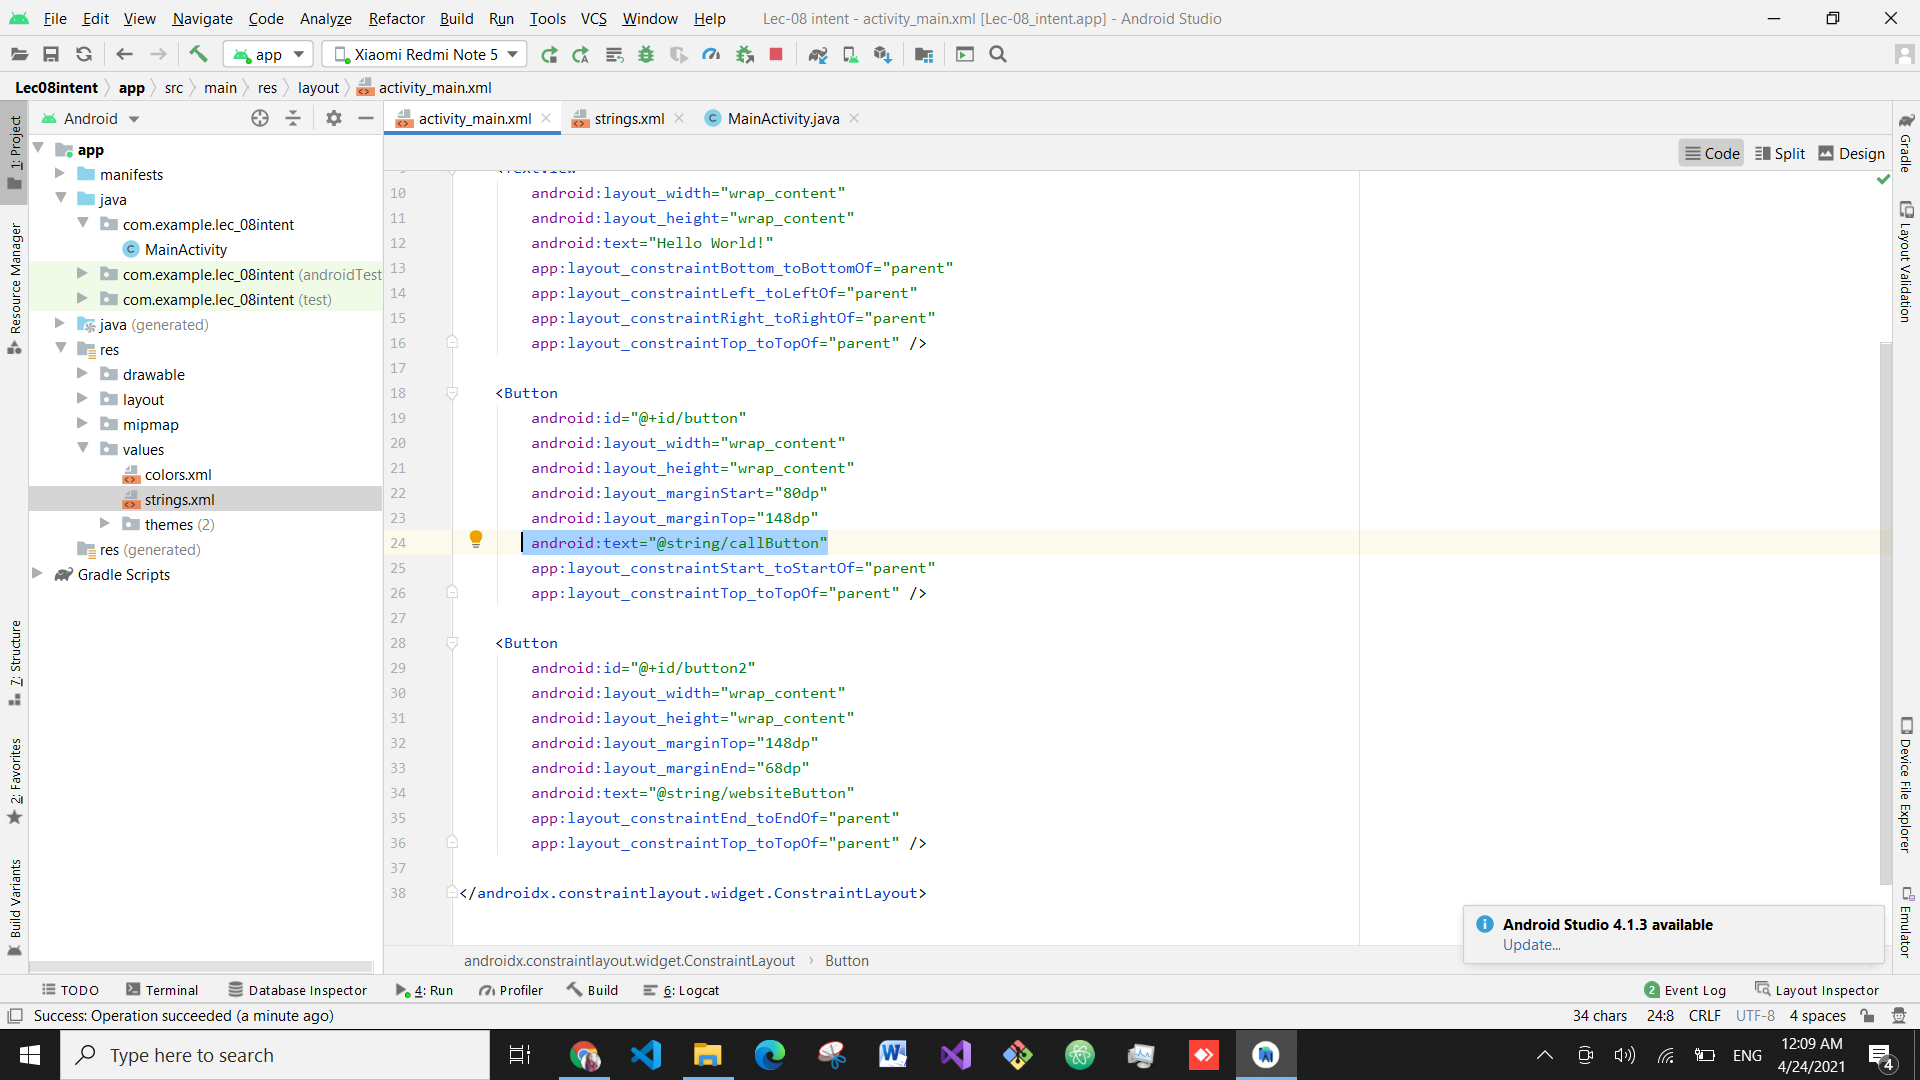 File Edit View Navigate Code Analyze Refactor Build Run Tools VCS Window Help Lec-08 intent - activity_main.xml [Lec-08_intent.app] - Android Studio
app Xiaomi Redmi Note 5
Lec08intent app src main res layout activity_main.xml
Android activity_main.xml strings.xml MainActivity.java
Code Split Design
1: Project
Resource Manager
7: Structure
2: Favorites
Build Variants
app
manifests
java
com.example.lec_08intent
MainActivity
com.example.lec_08intent (androidTest
com.example.lec_08intent (test)
java (generated)
res
drawable
layout
mipmap
values
colors.xml
strings.xml
themes (2)
res (generated)
Gradle Scripts
10 android:layout_width="wrap_content"
11 android:layout_height="wrap_content"
12 android:text="Hello World!"
13 app:layout_constraintBottom_toBottomOf="parent"
14 app:layout_constraintLeft_toLeftOf="parent"
15 app:layout_constraintRight_toRightOf="parent"
16 app:layout_constraintTop_toTopOf="parent" />
17
18 <Button
19 android:id="@+id/button"
20 android:layout_width="wrap_content"
21 android:layout_height="wrap_content"
22 android:layout_marginStart="80dp"
23 android:layout_marginTop="148dp"
24 android:text="@string/callButton"
25 app:layout_constraintStart_toStartOf="parent"
26 app:layout_constraintTop_toTopOf="parent" />
27
28 <Button
29 android:id="@+id/button2"
30 android:layout_width="wrap_content"
31 android:layout_height="wrap_content"
32 android:layout_marginTop="148dp"
33 android:layout_marginEnd="68dp"
34 android:text="@string/websiteButton"
35 app:layout_constraintEnd_toEndOf="parent"
36 app:layout_constraintTop_toTopOf="parent" />
37
38 </androidx.constraintlayout.widget.ConstraintLayout>
Gradle
Layout Validation
Device File Explorer
Emulator
Android Studio 4.1.3 available
Update...
androidx.constraintlayout.widget.ConstraintLayout › Button
TODO Terminal Database Inspector 4: Run Profiler Build 6: Logcat 2 Event Log Layout Inspector
Success: Operation succeeded (a minute ago) 34 chars 24:8 CRLF UTF-8 4 spaces
Type here to search ENG 12:09 AM
4/24/2021 4